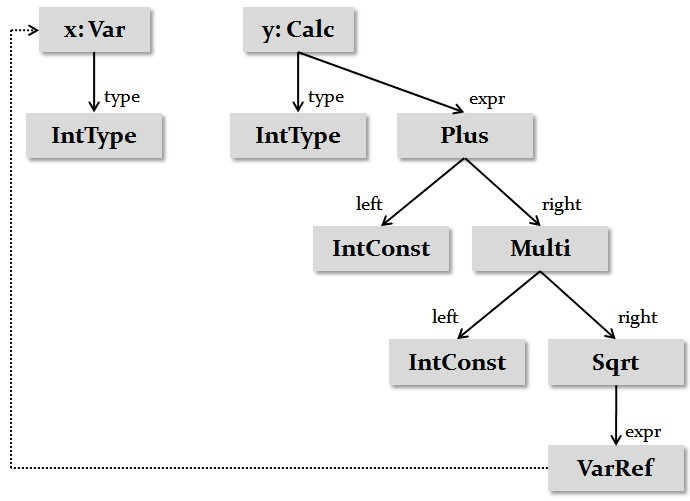 x: Var
y: Calc
type
type
expr
IntType
IntType
Plus
left
right
IntConst
Multi
left
right
IntConst
Sqrt
expr
VarRef